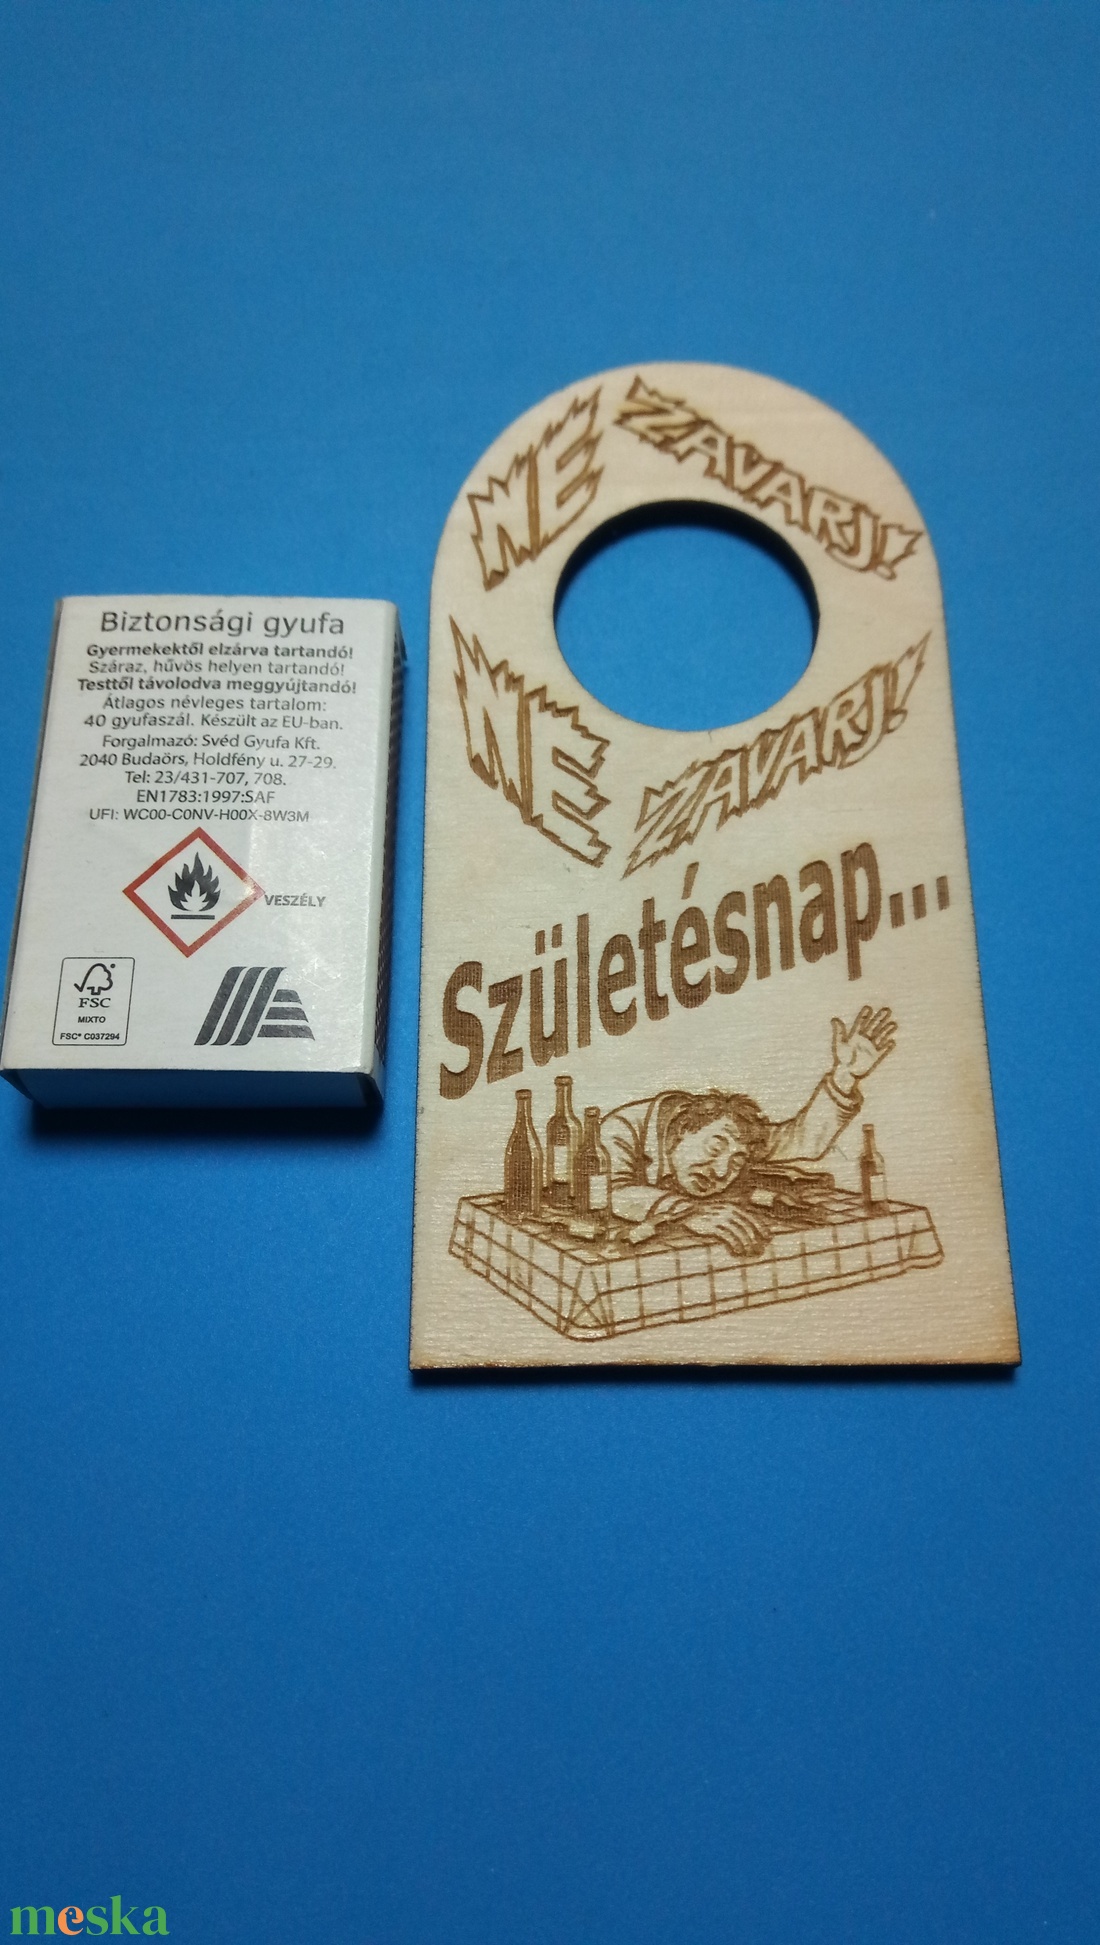 Biztonsági gyufa
Gyermekektől elzárva tartandó!
Száraz, hűvös helyen tartandó!
Testtől távolodva meggyújtandó!
Átlagos névleges tartalom:
40 gyufaszál. Készült az EU-ban.
Forgalmazó: Svéd Gyufa Kft.
2040 Budaörs, Holdfény u. 27-29.
Tel: 23/431-707, 708.
EN1783:1997:SAF
UFI: WC00-C0NV-H00X-8W3M
VESZÉLY
FSC
MIXTO
FSC® C037294
NE ZAVARJ!
NE ZAVARJ!
Születésnap...
meska